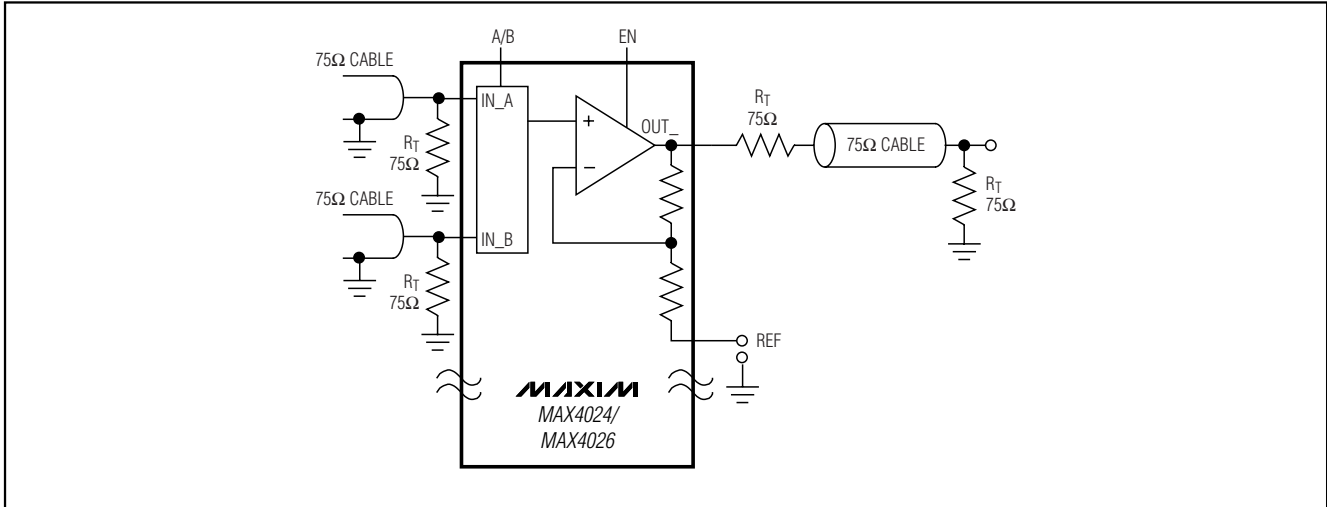 A/B
EN
75Ω CABLE
IN_A
RT
75Ω
+
−
OUT_
RT
75Ω
75Ω CABLE
RT
75Ω
75Ω CABLE
IN_B
RT
75Ω
REF
MAXIM
MAX4024/
MAX4026